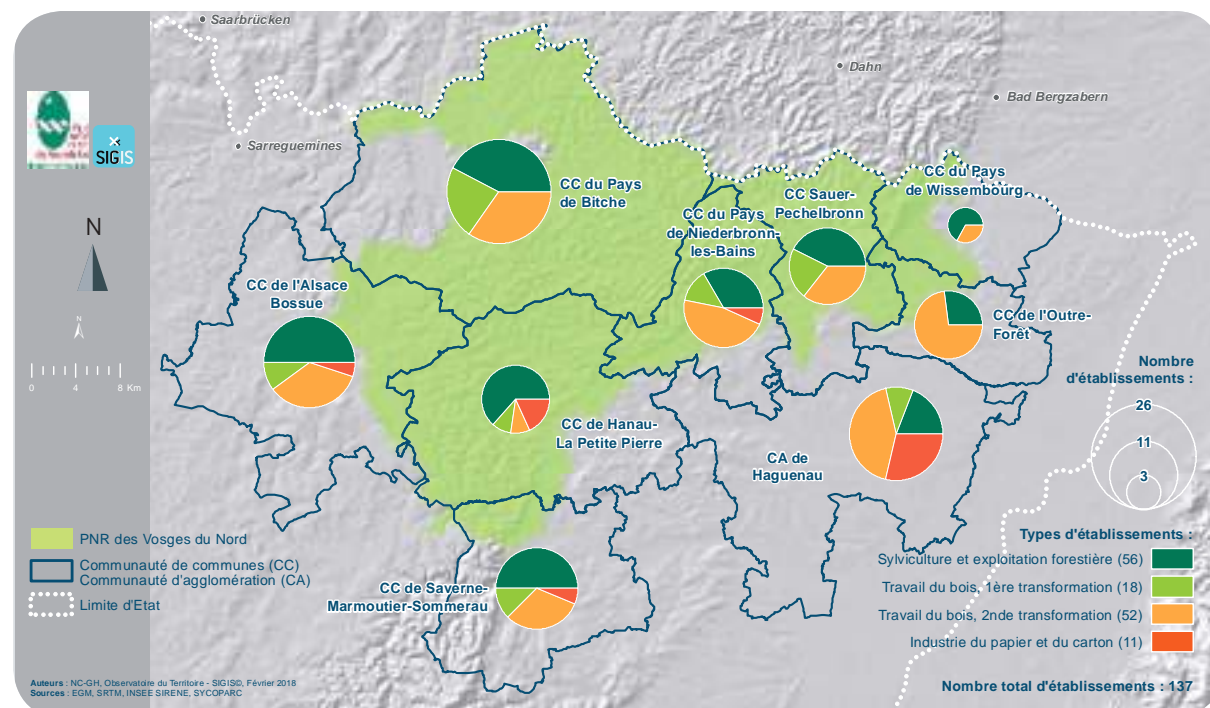 Saarbrücken
Dahn
Bad Bergzabern
Sarreguemines
SIGIS
N
N
0 4 8 Km
CC du Pays
de Bitche
CC du Pays
de Niederbronn-
les-Bains
CC Sauer-
Pechelbronn
CC du Pays
de Wissembourg
CC de l'Alsace
Bossue
CC de l'Outre-
Forêt
CC de Hanau-
La Petite Pierre
CA de
Haguenau
CC de Saverne-
Marmoutier-Sommerau
Nombre
d'établissements :
26
11
3
PNR des Vosges du Nord
Communauté de communes (CC)
Communauté d'agglomération (CA)
Limite d'Etat
Types d'établissements :
Sylviculture et exploitation forestière (56)
Travail du bois, 1ère transformation (18)
Travail du bois, 2nde transformation (52)
Industrie du papier et du carton (11)
Nombre total d'établissements : 137
Auteurs : NC-GH, Observatoire du Territoire - SIGIS©, Février 2018
Sources : EGM, SRTM, INSEE SIRENE, SYCOPARC